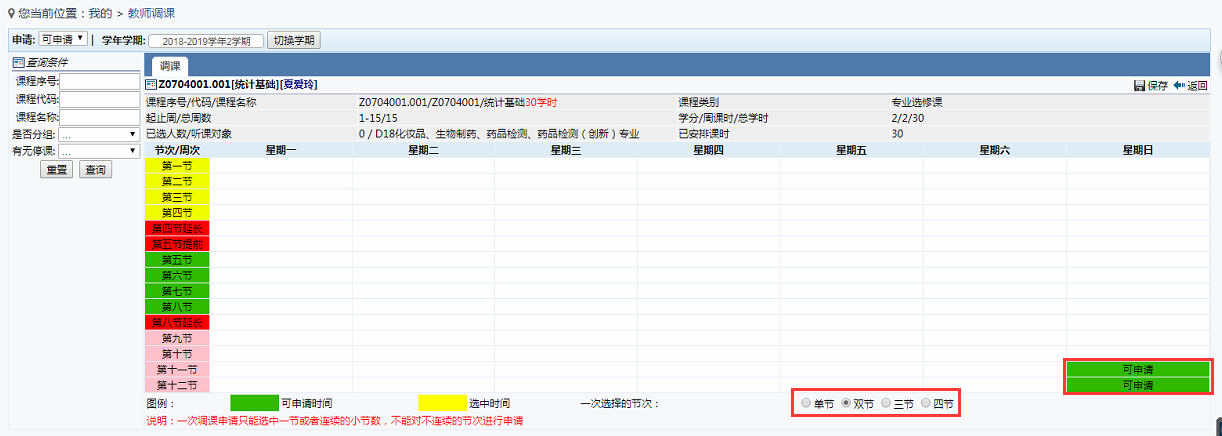 您当前位置：我的 > 教师调课
申请: 可申请 | 学年学期: 2018-2019学年2学期 切换学期
查询条件
课程序号:
课程代码:
课程名称:
是否分组: ...
有无停课: ...
重置 查询
调课
Z0704001.001[统计基础][夏爱玲] 保存 返回
课程序号/代码/课程名称 Z0704001.001/Z0704001/统计基础30学时 课程类别 专业选修课
起止周/总周数 1-15/15 学分/周课时/总学时 2/2/30
已选人数/听课对象 0 / D18化妆品、生物制药、药品检测、药品检测（创新）专业 已安排课时 30
节次/周次 星期一 星期二 星期三 星期四 星期五 星期六 星期日
第一节
第二节
第三节
第四节
第四节延长
第五节提前
第五节
第六节
第七节
第八节
第八节延长
第九节
第十节
第十一节 可申请
第十二节 可申请
图例： 可申请时间 选中时间 一次选择的节次： 单节 双节 三节 四节
说明：一次调课申请只能选中一节或者连续的小节数，不能对不连续的节次进行申请